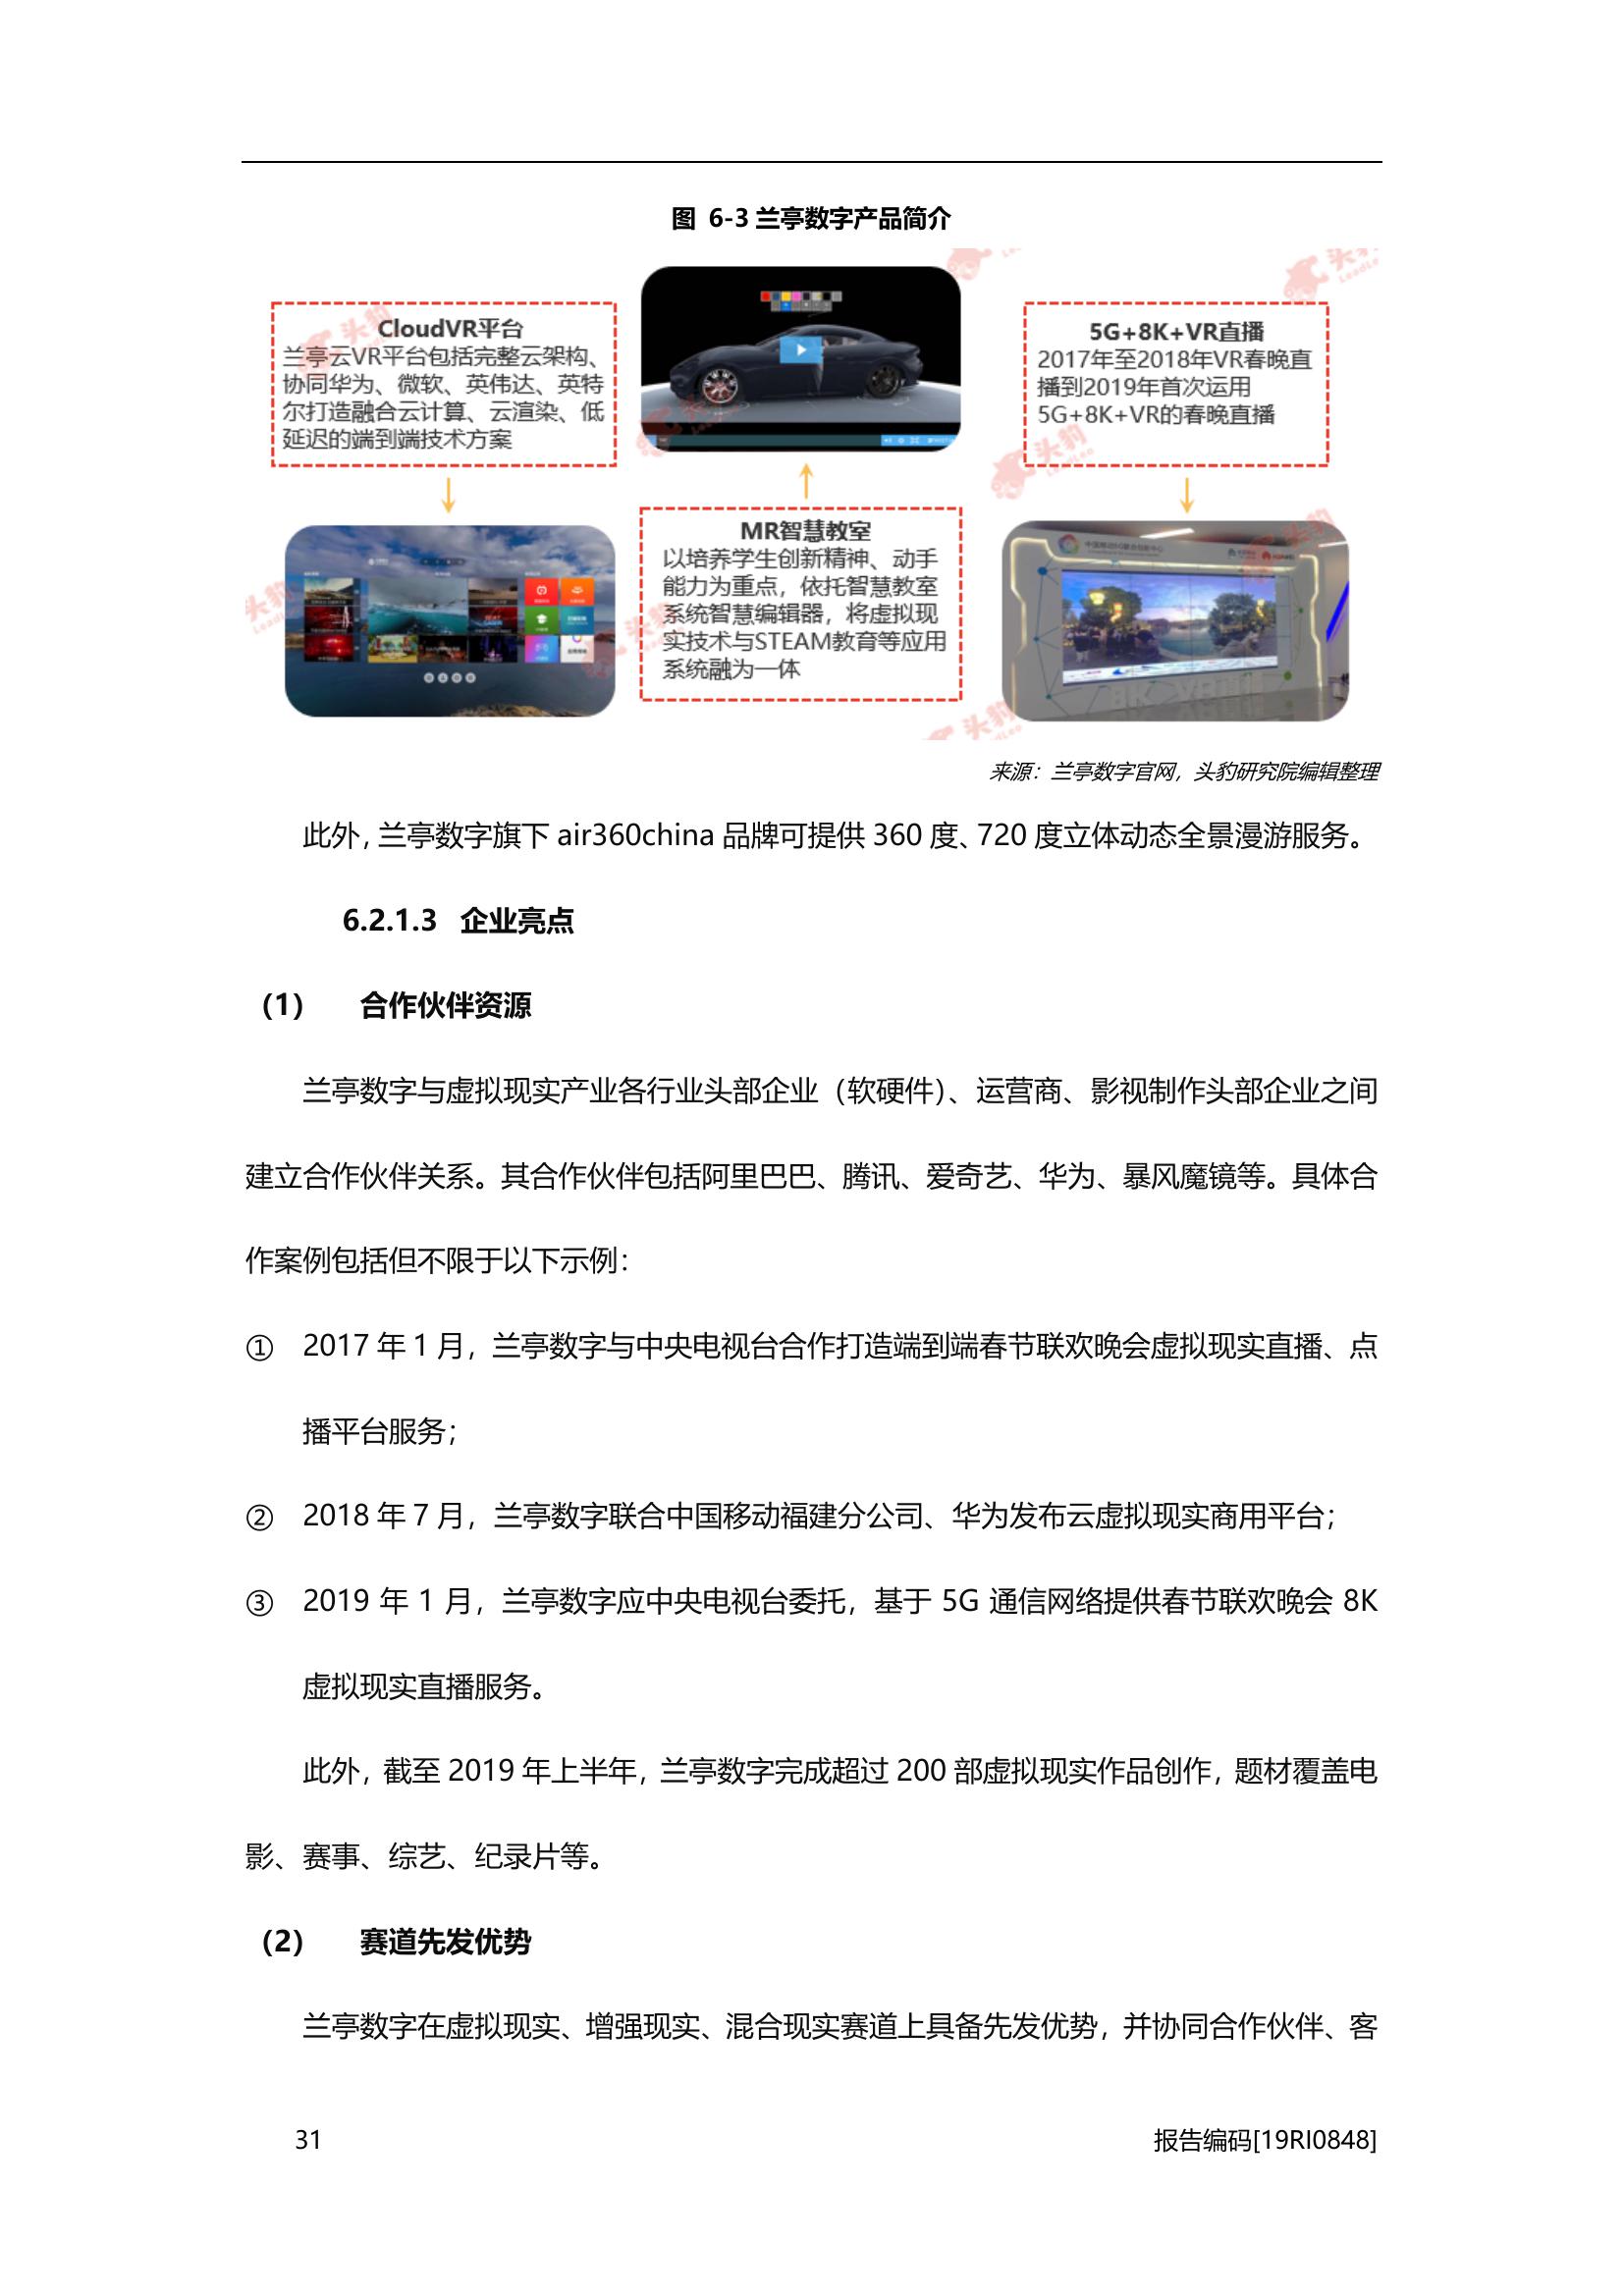 图 6-3 兰亭数字产品简介
CloudVR平台
兰亭云VR平台包括完整云架构、
协同华为、微软、英伟达、英特
尔打造融合云计算、云渲染、低
延迟的端到端技术方案
MR智慧教室
以培养学生创新精神、动手
能力为重点，依托智慧教室
系统智慧编辑器，将虚拟现
实技术与STEAM教育等应用
系统融为一体
5G+8K+VR直播
2017年至2018年VR春晚直
播到2019年首次运用
5G+8K+VR的春晚直播
头豹
LeadLeo
来源：兰亭数字官网，头豹研究院编辑整理
此外，兰亭数字旗下 air360china 品牌可提供 360 度、720 度立体动态全景漫游服务。
6.2.1.3 企业亮点
（1） 合作伙伴资源
兰亭数字与虚拟现实产业各行业头部企业（软硬件）、运营商、影视制作头部企业之间
建立合作伙伴关系。其合作伙伴包括阿里巴巴、腾讯、爱奇艺、华为、暴风魔镜等。具体合
作案例包括但不限于以下示例：
① 2017 年 1 月，兰亭数字与中央电视台合作打造端到端春节联欢晚会虚拟现实直播、点
播平台服务；
② 2018 年 7 月，兰亭数字联合中国移动福建分公司、华为发布云虚拟现实商用平台；
③ 2019 年 1 月，兰亭数字应中央电视台委托，基于 5G 通信网络提供春节联欢晚会 8K
虚拟现实直播服务。
此外，截至 2019 年上半年，兰亭数字完成超过 200 部虚拟现实作品创作，题材覆盖电
影、赛事、综艺、纪录片等。
（2） 赛道先发优势
兰亭数字在虚拟现实、增强现实、混合现实赛道上具备先发优势，并协同合作伙伴、客
31
报告编码[19RI0848]